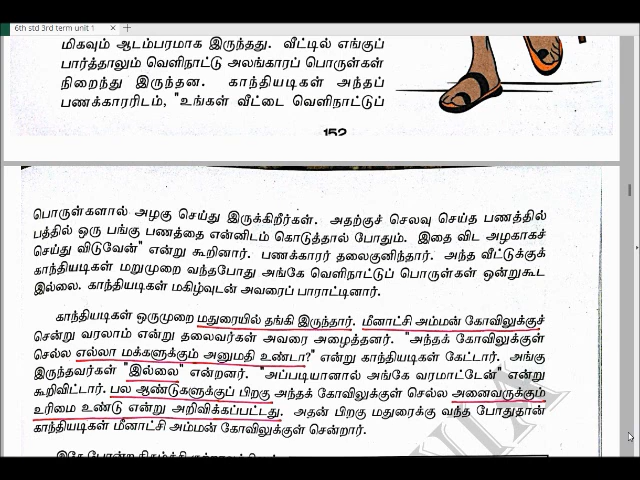 6th std 3rd term unit 1
மிகவும் ஆடம்பரமாக இருந்தது. வீட்டில் எங்குப்
பார்த்தாலும் வெளிநாட்டு அலங்காரப் பொருள்கள்
நிறைந்து இருந்தன. காந்தியடிகள் அந்தப்
பணக்காரரிடம், "உங்கள் வீட்டை வெளிநாட்டுப்
152
பொருள்களால் அழகு செய்து இருக்கிறீர்கள். அதற்குச் செலவு செய்த பணத்தில்
பத்தில் ஒரு பங்கு பணத்தை என்னிடம் கொடுத்தால் போதும். இதை விட அழகாகச்
செய்து விடுவேன்" என்று கூறினார். பணக்காரர் தலைகுனிந்தார். அந்த வீட்டுக்குக்
காந்தியடிகள் மறுமுறை வந்தபோது அங்கே வெளிநாட்டுப் பொருள்கள் ஒன்றுகூட
இல்லை. காந்தியடிகள் மகிழ்வுடன் அவரைப் பாராட்டினார்.
காந்தியடிகள் ஒருமுறை மதுரையில் தங்கி இருந்தார். மீனாட்சி அம்மன் கோவிலுக்குச்
சென்று வரலாம் என்று தலைவர்கள் அவரை அழைத்தனர். "அந்தக் கோவிலுக்குள்
செல்ல எல்லா மக்களுக்கும் அனுமதி உண்டா?" என்று காந்தியடிகள் கேட்டார். அங்கு
இருந்தவர்கள் "இல்லை" என்றனர். "அப்படியானால் அங்கே வரமாட்டேன்" என்று
கூறிவிட்டார். பல ஆண்டுகளுக்குப் பிறகு அந்தக் கோவிலுக்குள் செல்ல அனைவருக்கும்
உரிமை உண்டு என்று அறிவிக்கப்பட்டது. அதன் பிறகு மதுரைக்கு வந்த போதுதான்
காந்தியடிகள் மீனாட்சி அம்மன் கோவிலுக்குள் சென்றார்.